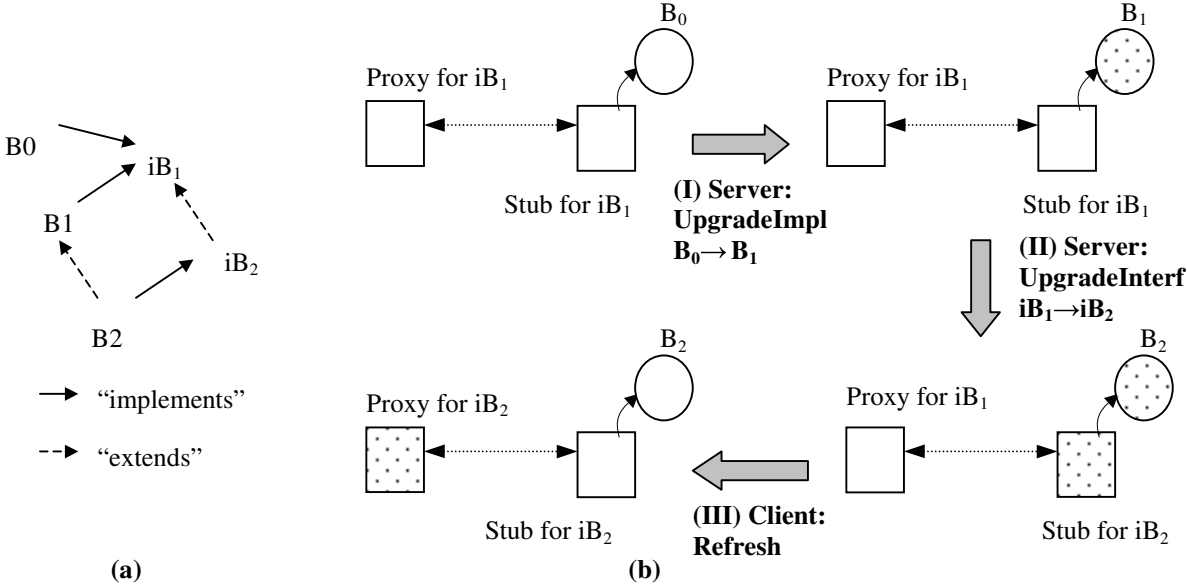 B0
iB₁
B1
iB₂
B2
“implements”
“extends”
(a)
B₀
Proxy for iB₁
Stub for iB₁
(I) Server:
UpgradeImpl
B₀→B₁
B₁
Proxy for iB₁
Stub for iB₁
(II) Server:
UpgradeInterf
iB₁→iB₂
B₂
Proxy for iB₁
Stub for iB₂
(III) Client:
Refresh
B₂
Proxy for iB₂
Stub for iB₂
(b)